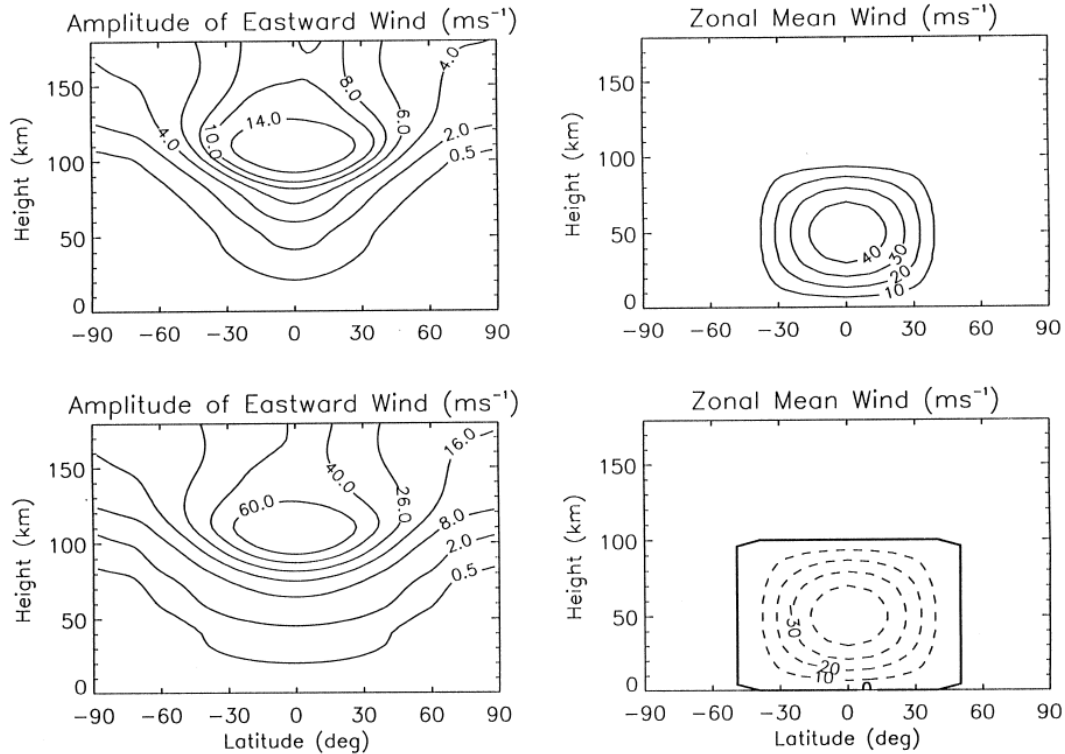 Amplitude of Eastward Wind (ms⁻¹)
Height (km)
150
100
50
0
4.0
8.0
6.0
14.0
10.0
4.0
2.0
0.5
−90 −60 −30 0 30 60 90
Zonal Mean Wind (ms⁻¹)
Height (km)
150
100
50
0
40
30
20
10
−90 −60 −30 0 30 60 90
Amplitude of Eastward Wind (ms⁻¹)
Height (km)
150
100
50
0
16.0
40.0
26.0
60.0
8.0
2.0
0.5
−90 −60 −30 0 30 60 90
Latitude (deg)
Zonal Mean Wind (ms⁻¹)
Height (km)
150
100
50
0
30
20
10
0
−90 −60 −30 0 30 60 90
Latitude (deg)